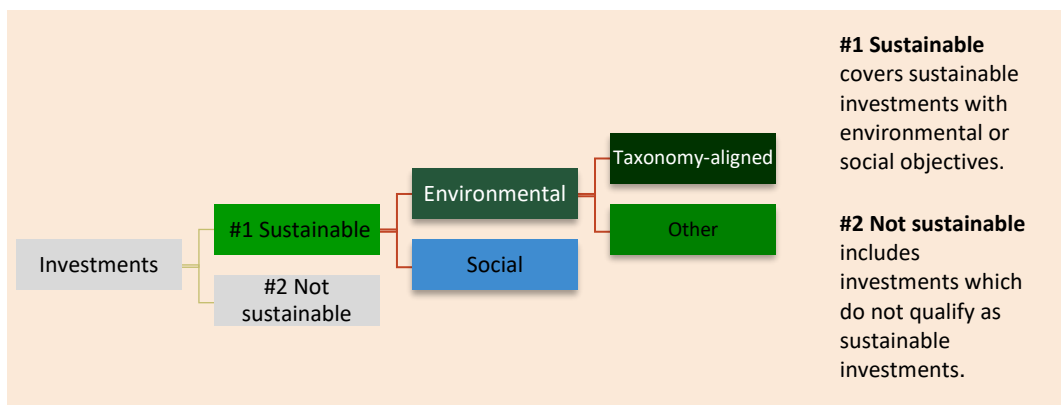 Investments
#1 Sustainable
#2 Not
sustainable
Environmental
Social
Taxonomy-aligned
Other
#1 Sustainable
covers sustainable
investments with
environmental or
social objectives.
#2 Not sustainable
includes
investments which
do not qualify as
sustainable
investments.